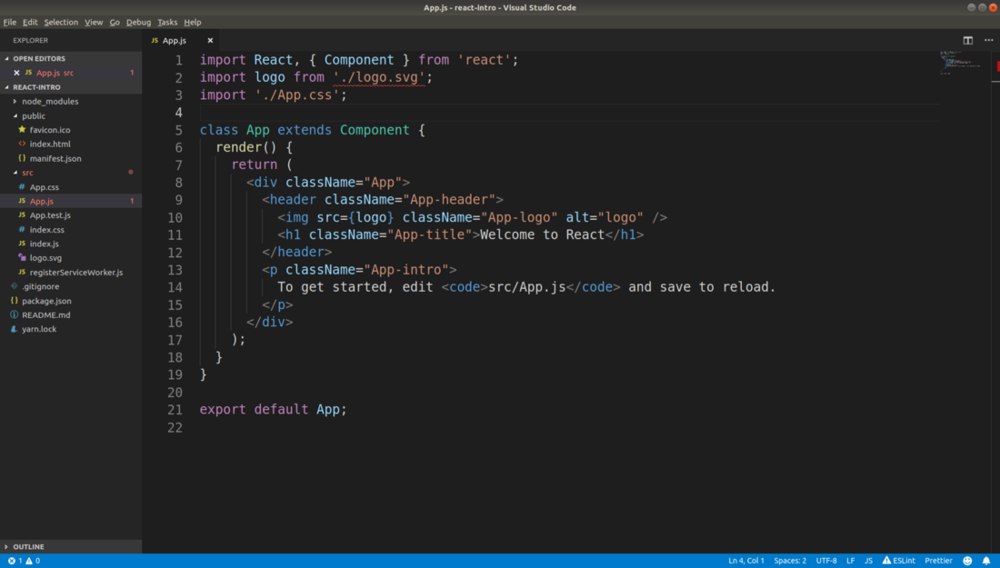 App.js - react-intro - Visual Studio Code
File Edit Selection View Go Debug Tasks Help
EXPLORER
OPEN EDITORS
JS App.js src 1
REACT-INTRO
node_modules
public
favicon.ico
<> index.html
{} manifest.json
src
# App.css
JS App.js 1
JS App.test.js
# index.css
JS index.js
logo.svg
JS registerServiceWorker.js
.gitignore
{} package.json
README.md
yarn.lock
OUTLINE
JS App.js
1 import React, { Component } from 'react';
2 import logo from './logo.svg';
3 import './App.css';
4
5 class App extends Component {
6   render() {
7     return (
8       <div className="App">
9         <header className="App-header">
10           <img src={logo} className="App-logo" alt="logo" />
11           <h1 className="App-title">Welcome to React</h1>
12         </header>
13         <p className="App-intro">
14           To get started, edit <code>src/App.js</code> and save to reload.
15         </p>
16       </div>
17     );
18   }
19 }
20
21 export default App;
22
1 0 Ln 4, Col 1 Spaces: 2 UTF-8 LF JS ESLint Prettier